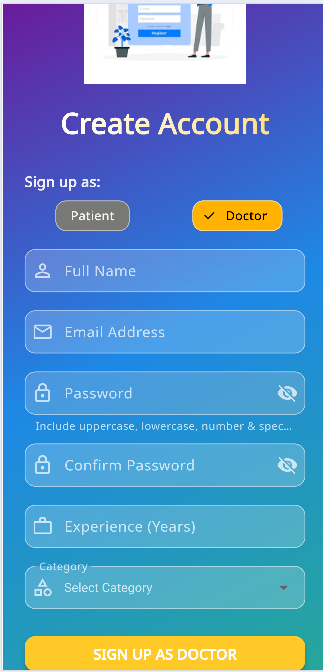 Register
Create Account
Sign up as:
Patient
Doctor
Full Name
Email Address
Password
Include uppercase, lowercase, number & spec...
Confirm Password
Experience (Years)
Category
Select Category
SIGN UP AS DOCTOR